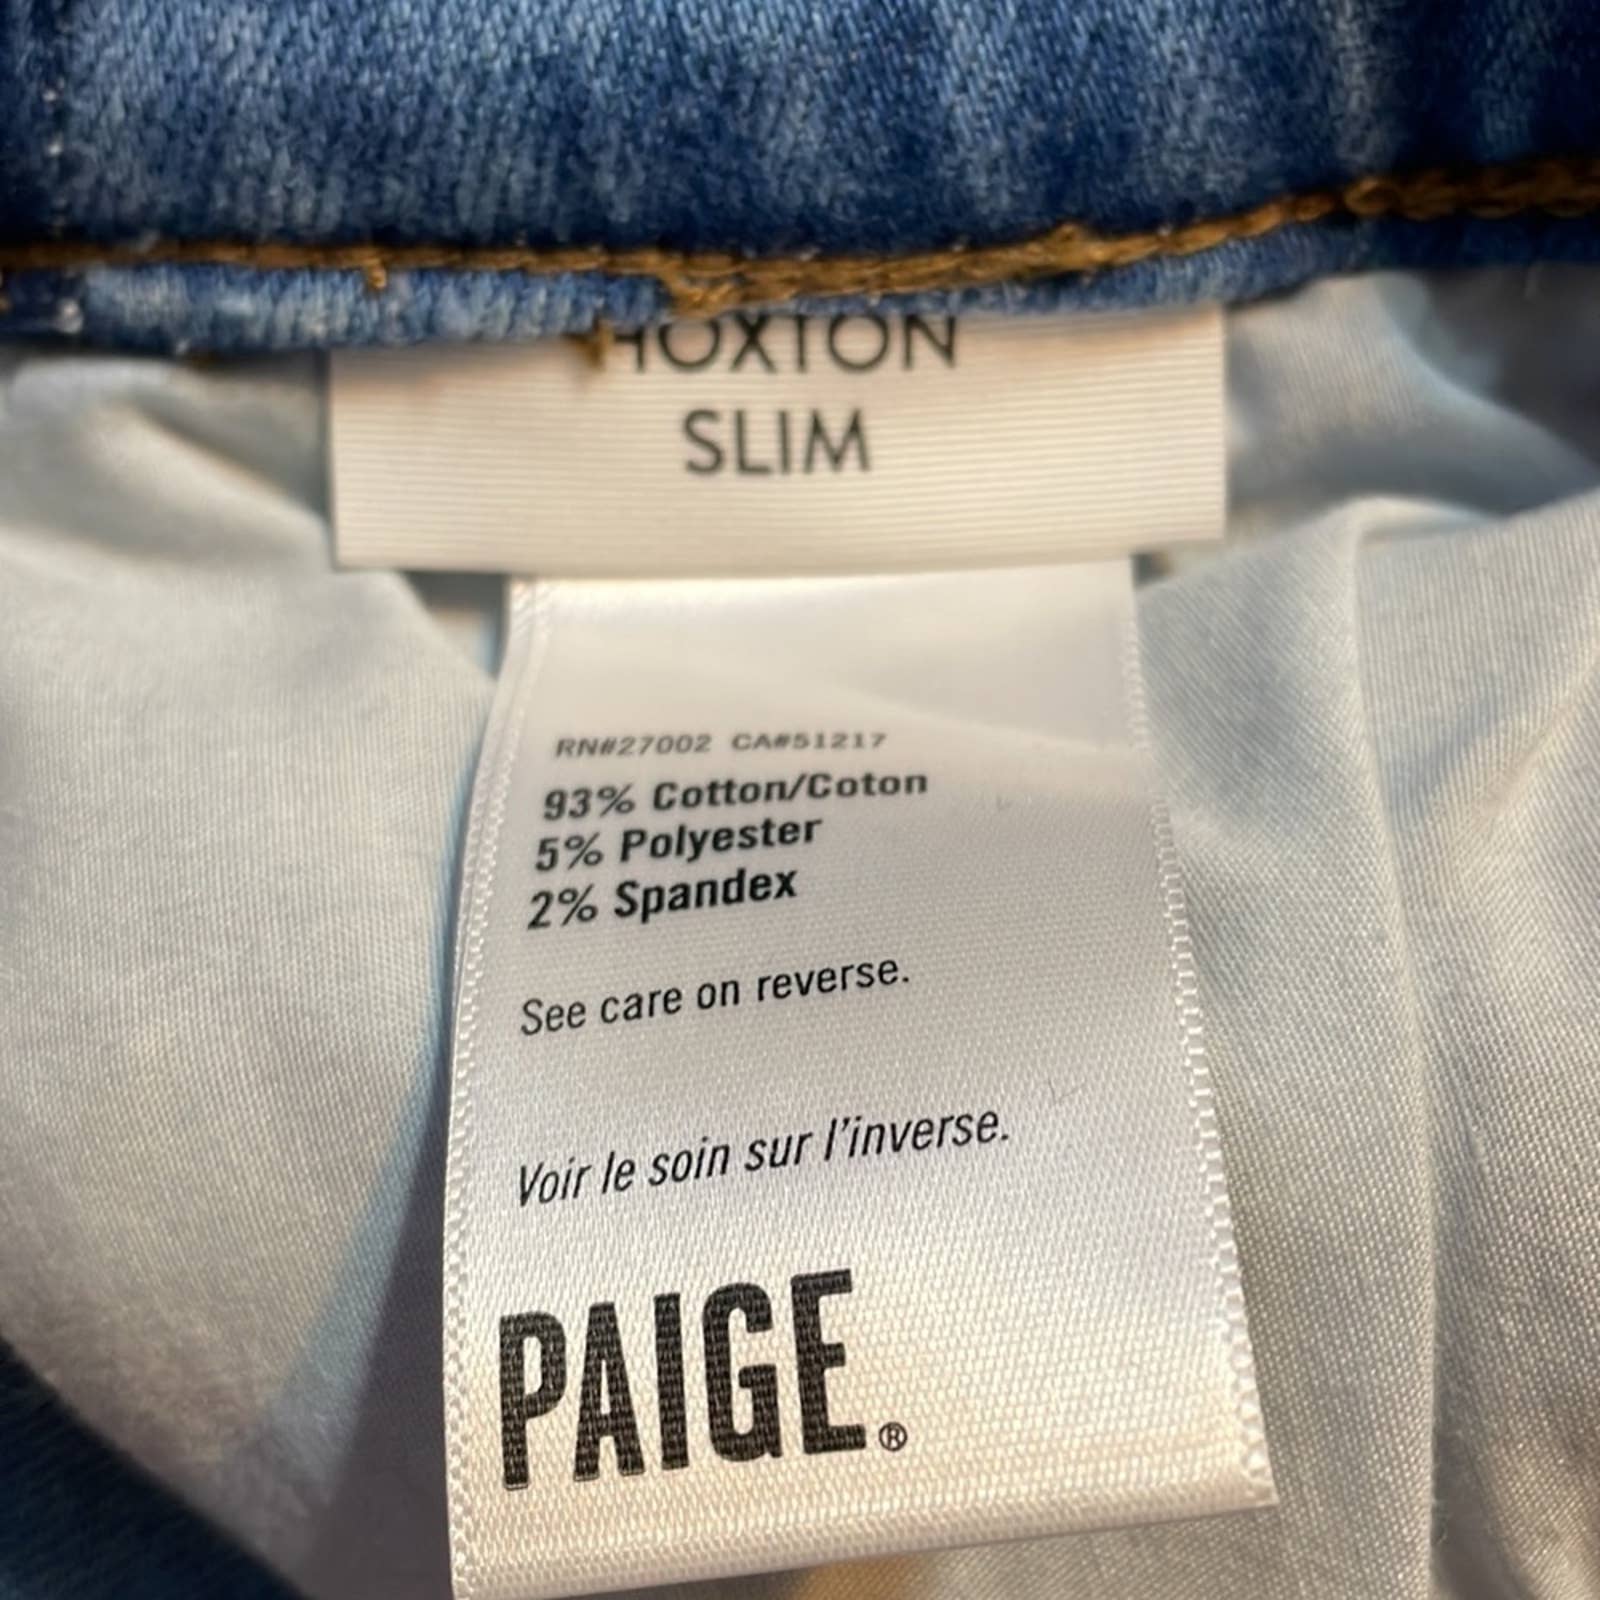 HOXTON
SLIM
RN#27002 CA#51217
93% Cotton/Coton
5% Polyester
2% Spandex
See care on reverse.
Voir le soin sur l'inverse.
PAIGE®